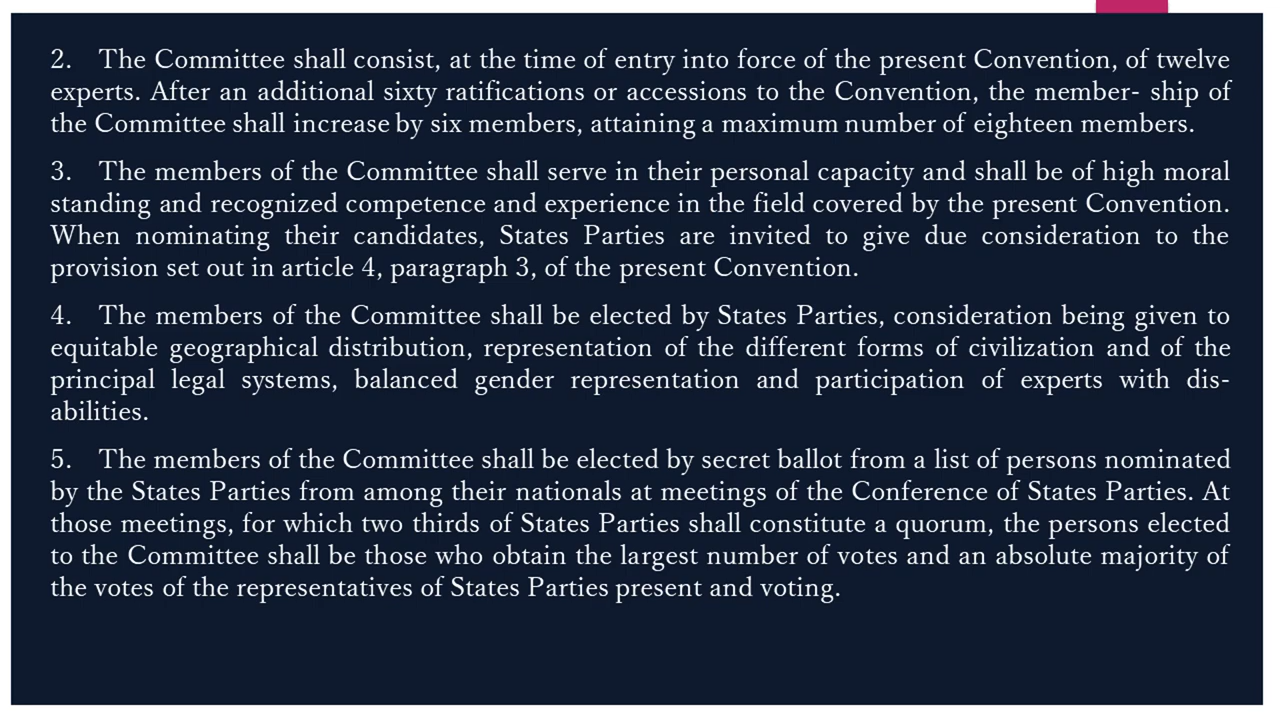 2. The Committee shall consist, at the time of entry into force of the present Convention, of twelve
experts. After an additional sixty ratifications or accessions to the Convention, the member- ship of
the Committee shall increase by six members, attaining a maximum number of eighteen members.
3. The members of the Committee shall serve in their personal capacity and shall be of high moral
standing and recognized competence and experience in the field covered by the present Convention.
When nominating their candidates, States Parties are invited to give due consideration to the
provision set out in article 4, paragraph 3, of the present Convention.
4. The members of the Committee shall be elected by States Parties, consideration being given to
equitable geographical distribution, representation of the different forms of civilization and of the
principal legal systems, balanced gender representation and participation of experts with dis-
abilities.
5. The members of the Committee shall be elected by secret ballot from a list of persons nominated
by the States Parties from among their nationals at meetings of the Conference of States Parties. At
those meetings, for which two thirds of States Parties shall constitute a quorum, the persons elected
to the Committee shall be those who obtain the largest number of votes and an absolute majority of
the votes of the representatives of States Parties present and voting.